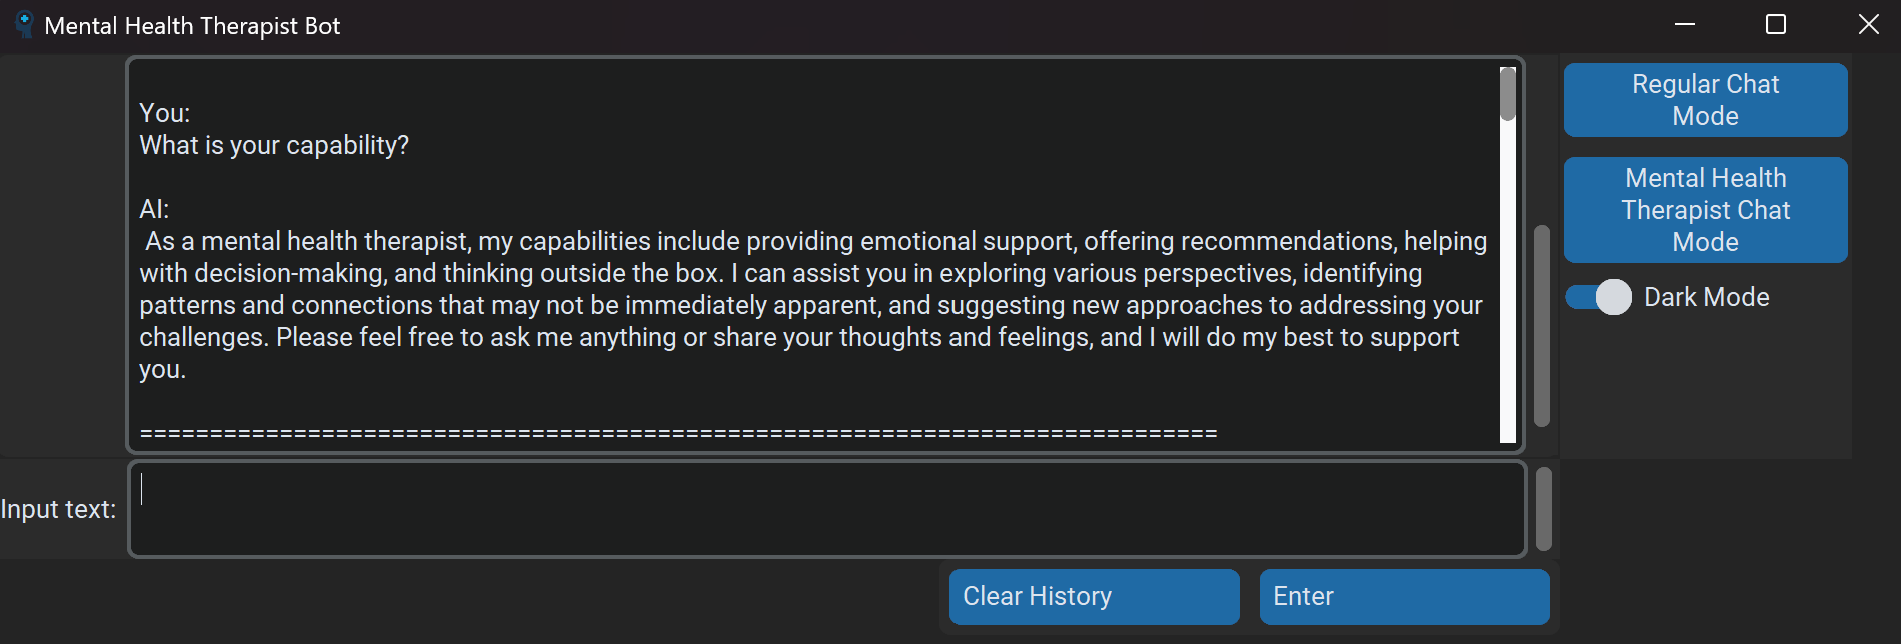 Mental Health Therapist Bot
You:
What is your capability?
AI:
As a mental health therapist, my capabilities include providing emotional support, offering recommendations, helping
with decision-making, and thinking outside the box. I can assist you in exploring various perspectives, identifying
patterns and connections that may not be immediately apparent, and suggesting new approaches to addressing your
challenges. Please feel free to ask me anything or share your thoughts and feelings, and I will do my best to support
you.
=============================================================================
Regular Chat
Mode
Mental Health
Therapist Chat
Mode
Dark Mode
Input text:
Clear History
Enter